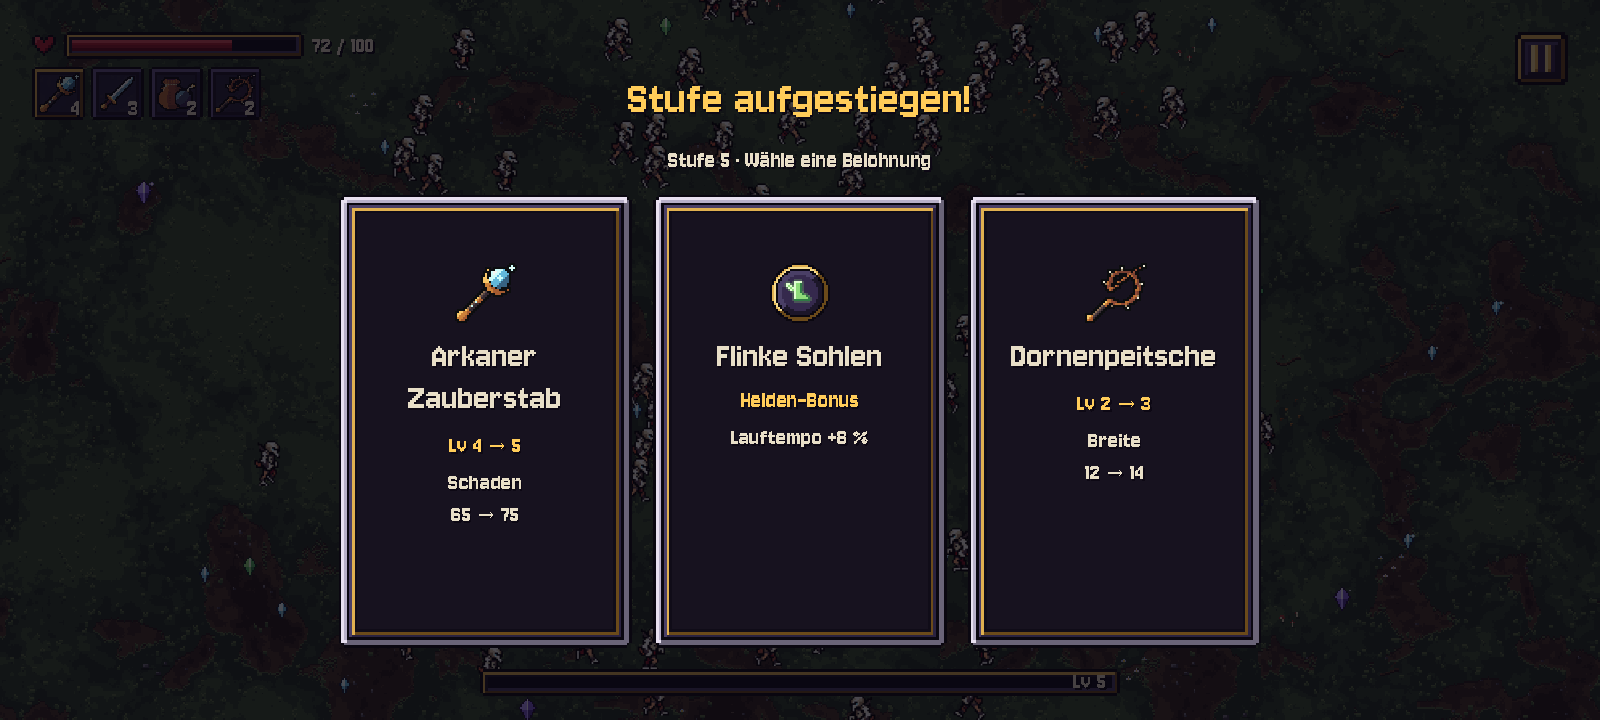 72 / 100
4 3 2 2
Stufe aufgestiegen!
Stufe 5 · Wähle eine Belohnung
Arkaner
Zauberstab
Lv 4 → 5
Schaden
65 → 75
Flinke Sohlen
Helden-Bonus
Lauftempo +8 %
Dornenpeitsche
Lv 2 → 3
Breite
12 → 14
Lv 5